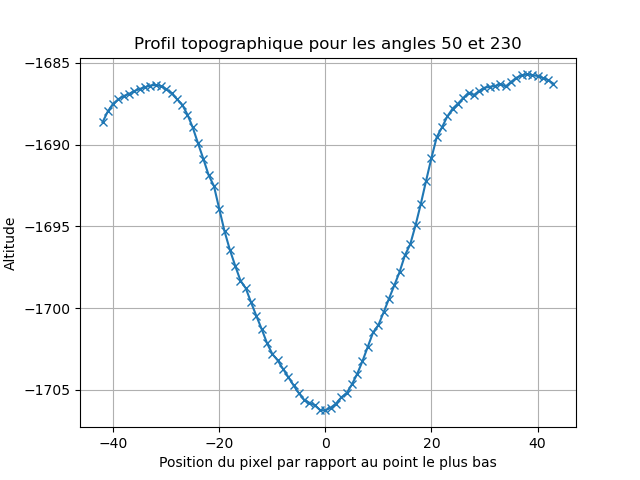 Profil topographique pour les angles 50 et 230
−1685
−1690
−1695
−1700
−1705
Altitude
−40 −20 0 20 40
Position du pixel par rapport au point le plus bas